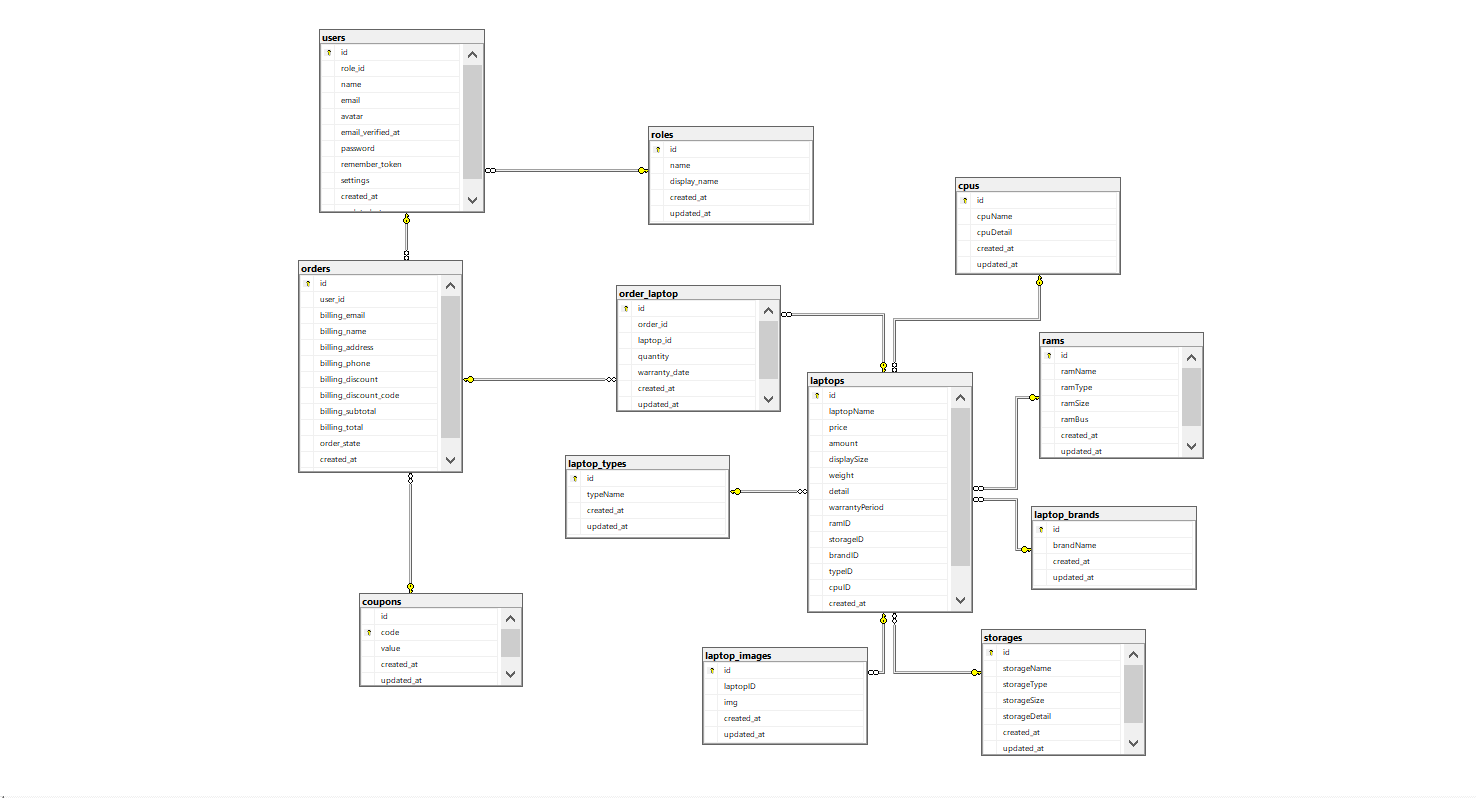 users
id
role_id
name
email
avatar
email_verified_at
password
remember_token
settings
created_at
roles
id
name
display_name
created_at
updated_at
cpus
id
cpuName
cpuDetail
created_at
updated_at
orders
id
user_id
billing_email
billing_name
billing_address
billing_phone
billing_discount
billing_discount_code
billing_subtotal
billing_total
order_state
created_at
order_laptop
id
order_id
laptop_id
quantity
warranty_date
created_at
updated_at
rams
id
ramName
ramType
ramSize
ramBus
created_at
updated_at
laptops
id
laptopName
price
amount
displaySize
weight
detail
warrantyPeriod
ramID
storageID
brandID
typeID
cpuID
created_at
laptop_types
id
typeName
created_at
updated_at
laptop_brands
id
brandName
created_at
updated_at
coupons
id
code
value
created_at
updated_at
laptop_images
id
laptopID
img
created_at
updated_at
storages
id
storageName
storageType
storageSize
storageDetail
created_at
updated_at